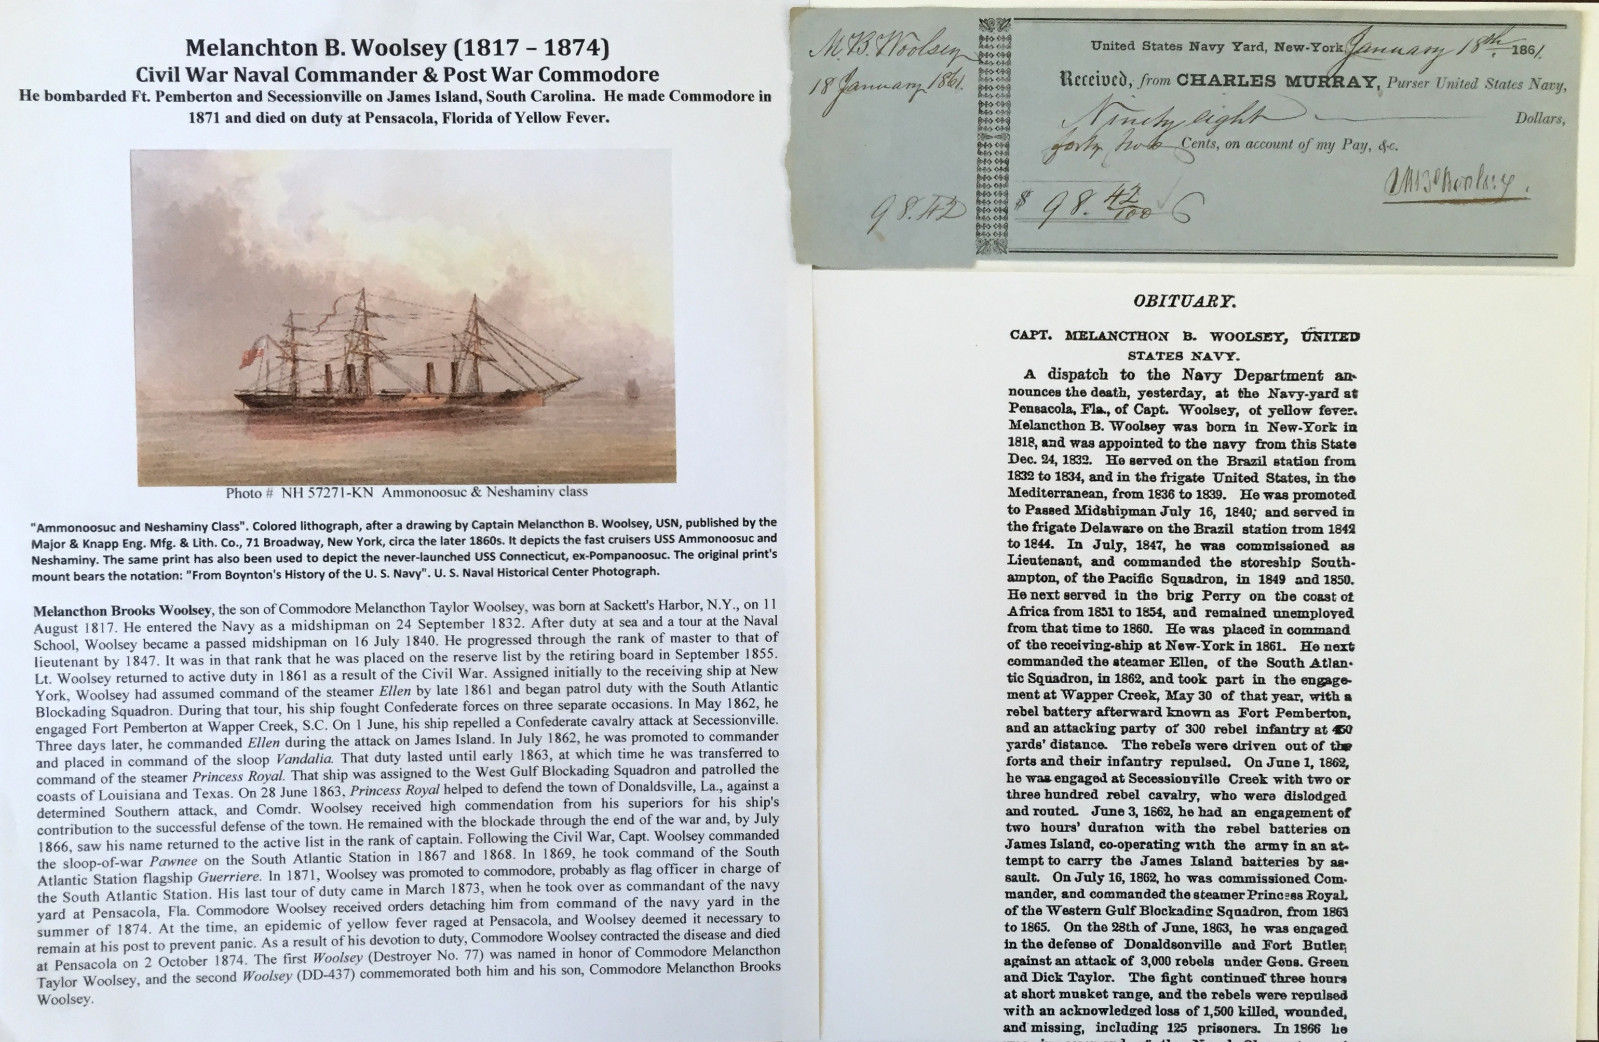 Melanchton B. Woolsey (1817 – 1874)
Civil War Naval Commander & Post War Commodore
He bombarded Ft. Pemberton and Secessionville on James Island, South Carolina. He made Commodore in
1871 and died on duty at Pensacola, Florida of Yellow Fever.
Photo # NH 57271-KN Ammonoosuc & Neshaminy class
"Ammonoosuc and Neshaminy Class". Colored lithograph, after a drawing by Captain Melancthon B. Woolsey, USN, published by the
Major & Knapp Eng. Mfg. & Lith. Co., 71 Broadway, New York, circa the later 1860s. It depicts the fast cruisers USS Ammonoosuc and
Neshaminy. The same print has also been used to depict the never-launched USS Connecticut, ex-Pompanoosuc. The original print's
mount bears the notation: "From Boynton's History of the U. S. Navy". U. S. Naval Historical Center Photograph.
Melancthon Brooks Woolsey, the son of Commodore Melancthon Taylor Woolsey, was born at Sackett's Harbor, N.Y., on 11
August 1817. He entered the Navy as a midshipman on 24 September 1832. After duty at sea and a tour at the Naval
School, Woolsey became a passed midshipman on 16 July 1840. He progressed through the rank of master to that of
lieutenant by 1847. It was in that rank that he was placed on the reserve list by the retiring board in September 1855.
Lt. Woolsey returned to active duty in 1861 as a result of the Civil War. Assigned initially to the receiving ship at New
York, Woolsey had assumed command of the steamer Ellen by late 1861 and began patrol duty with the South Atlantic
Blockading Squadron. During that tour, his ship fought Confederate forces on three separate occasions. In May 1862, he
engaged Fort Pemberton at Wapper Creek, S.C. On 1 June, his ship repelled a Confederate cavalry attack at Secessionville.
Three days later, he commanded Ellen during the attack on James Island. In July 1862, he was promoted to commander
and placed in command of the sloop Vandalia. That duty lasted until early 1863, at which time he was transferred to
command of the steamer Princess Royal. That ship was assigned to the West Gulf Blockading Squadron and patrolled the
coasts of Louisiana and Texas. On 28 June 1863, Princess Royal helped to defend the town of Donaldsville, La., against a
determined Southern attack, and Comdr. Woolsey received high commendation from his superiors for his ship's
contribution to the successful defense of the town. He remained with the blockade through the end of the war and, by July
1866, saw his name returned to the active list in the rank of captain. Following the Civil War, Capt. Woolsey commanded
the sloop-of-war Pawnee on the South Atlantic Station in 1867 and 1868. In 1869, he took command of the South
Atlantic Station flagship Guerriere. In 1871, Woolsey was promoted to commodore, probably as flag officer in charge of
the South Atlantic Station. His last tour of duty came in March 1873, when he took over as commandant of the navy
yard at Pensacola, Fla. Commodore Woolsey received orders detaching him from command of the navy yard in the
summer of 1874. At the time, an epidemic of yellow fever raged at Pensacola, and Woolsey deemed it necessary to
remain at his post to prevent panic. As a result of his devotion to duty, Commodore Woolsey contracted the disease and died
at Pensacola on 2 October 1874. The first Woolsey (Destroyer No. 77) was named in honor of Commodore Melancthon
Taylor Woolsey, and the second Woolsey (DD-437) commemorated both him and his son, Commodore Melancthon Brooks
Woolsey.
M. B. Woolsey
18 January 1861.
98.42
United States Navy Yard, New-York, January 18th 1861.
Received, from CHARLES MURRAY, Purser United States Navy,
Ninety eight Dollars,
forty two Cents, on account of my Pay, &c.
$ 98. 42/100
MB Woolsey.
OBITUARY.
CAPT. MELANCTHON B. WOOLSEY, UNITED
STATES NAVY.
A dispatch to the Navy Department an-
nounces the death, yesterday, at the Navy-yard at
Pensacola, Fla., of Capt. Woolsey, of yellow fever.
Melancthon B. Woolsey was born in New-York in
1818, and was appointed to the navy from this State
Dec. 24, 1832. He served on the Brazil station from
1832 to 1834, and in the frigate United States, in the
Mediterranean, from 1836 to 1839. He was promoted
to Passed Midshipman July 16, 1840; and served in
the frigate Delaware on the Brazil station from 1842
to 1844. In July, 1847, he was commissioned as
Lieutenant, and commanded the storeship South-
ampton, of the Pacific Squadron, in 1849 and 1850.
He next served in the brig Perry on the coast of
Africa from 1851 to 1854, and remained unemployed
from that time to 1860. He was placed in command
of the receiving-ship at New-York in 1861. He next
commanded the steamer Ellen, of the South Atlan-
tic Squadron, in 1862, and took part in the engage-
ment at Wapper Creek, May 30 of that year, with a
rebel battery afterward known as Fort Pemberton,
and an attacking party of 300 rebel infantry at 450
yards' distance. The rebels were driven out of the
forts and their infantry repulsed. On June 1, 1862,
he was engaged at Secessionville Creek with two or
three hundred rebel cavalry, who were dislodged
and routed. June 3, 1862, he had an engagement of
two hours' duration with the rebel batteries on
James Island, co-operating with the army in an at-
tempt to carry the James Island batteries by as-
sault. On July 16, 1862, he was commissioned Com-
mander, and commanded the steamer Princess Royal,
of the Western Gulf Blockading Squadron, from 1863
to 1865. On the 28th of June, 1863, he was engaged
in the defense of Donaldsonville and Fort Butler,
against an attack of 3,000 rebels under Gens. Green
and Dick Taylor. The fight continued three hours
at short musket range, and the rebels were repulsed
with an acknowledged loss of 1,500 killed, wounded,
and missing, including 125 prisoners. In 1866 he